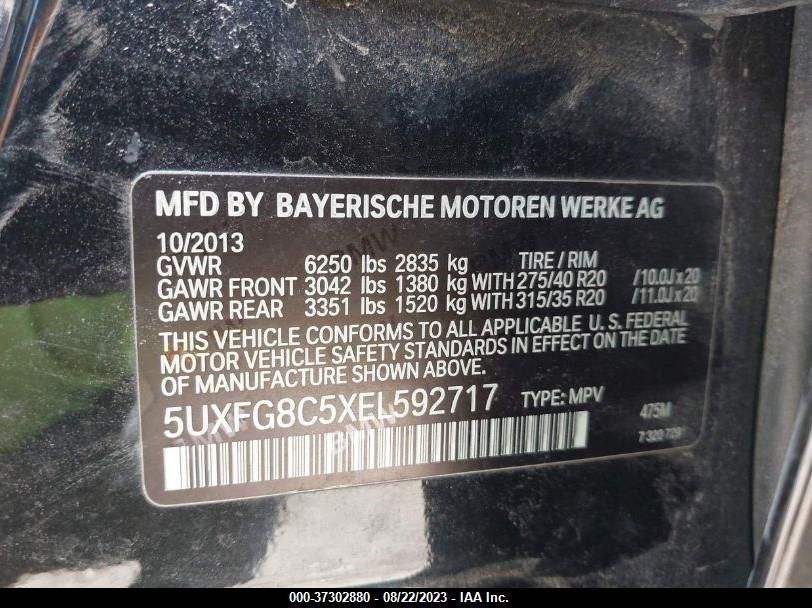 MFD BY BAYERISCHE MOTOREN WERKE AG
10/2013
GVWR 6250 lbs 2835 kg TIRE / RIM
GAWR FRONT 3042 lbs 1380 kg WITH 275/40 R20 /10.0J x 20
GAWR REAR 3351 lbs 1520 kg WITH 315/35 R20 /11.0J x 20
THIS VEHICLE CONFORMS TO ALL APPLICABLE U. S. FEDERAL
MOTOR VEHICLE SAFETY STANDARDS IN EFFECT ON THE DATE
OF MANUFACTURE SHOWN ABOVE.
5UXFG8C5XEL592717 TYPE: MPV 475M
7 320 729
000-37302880 - 08/22/2023 - IAA Inc.